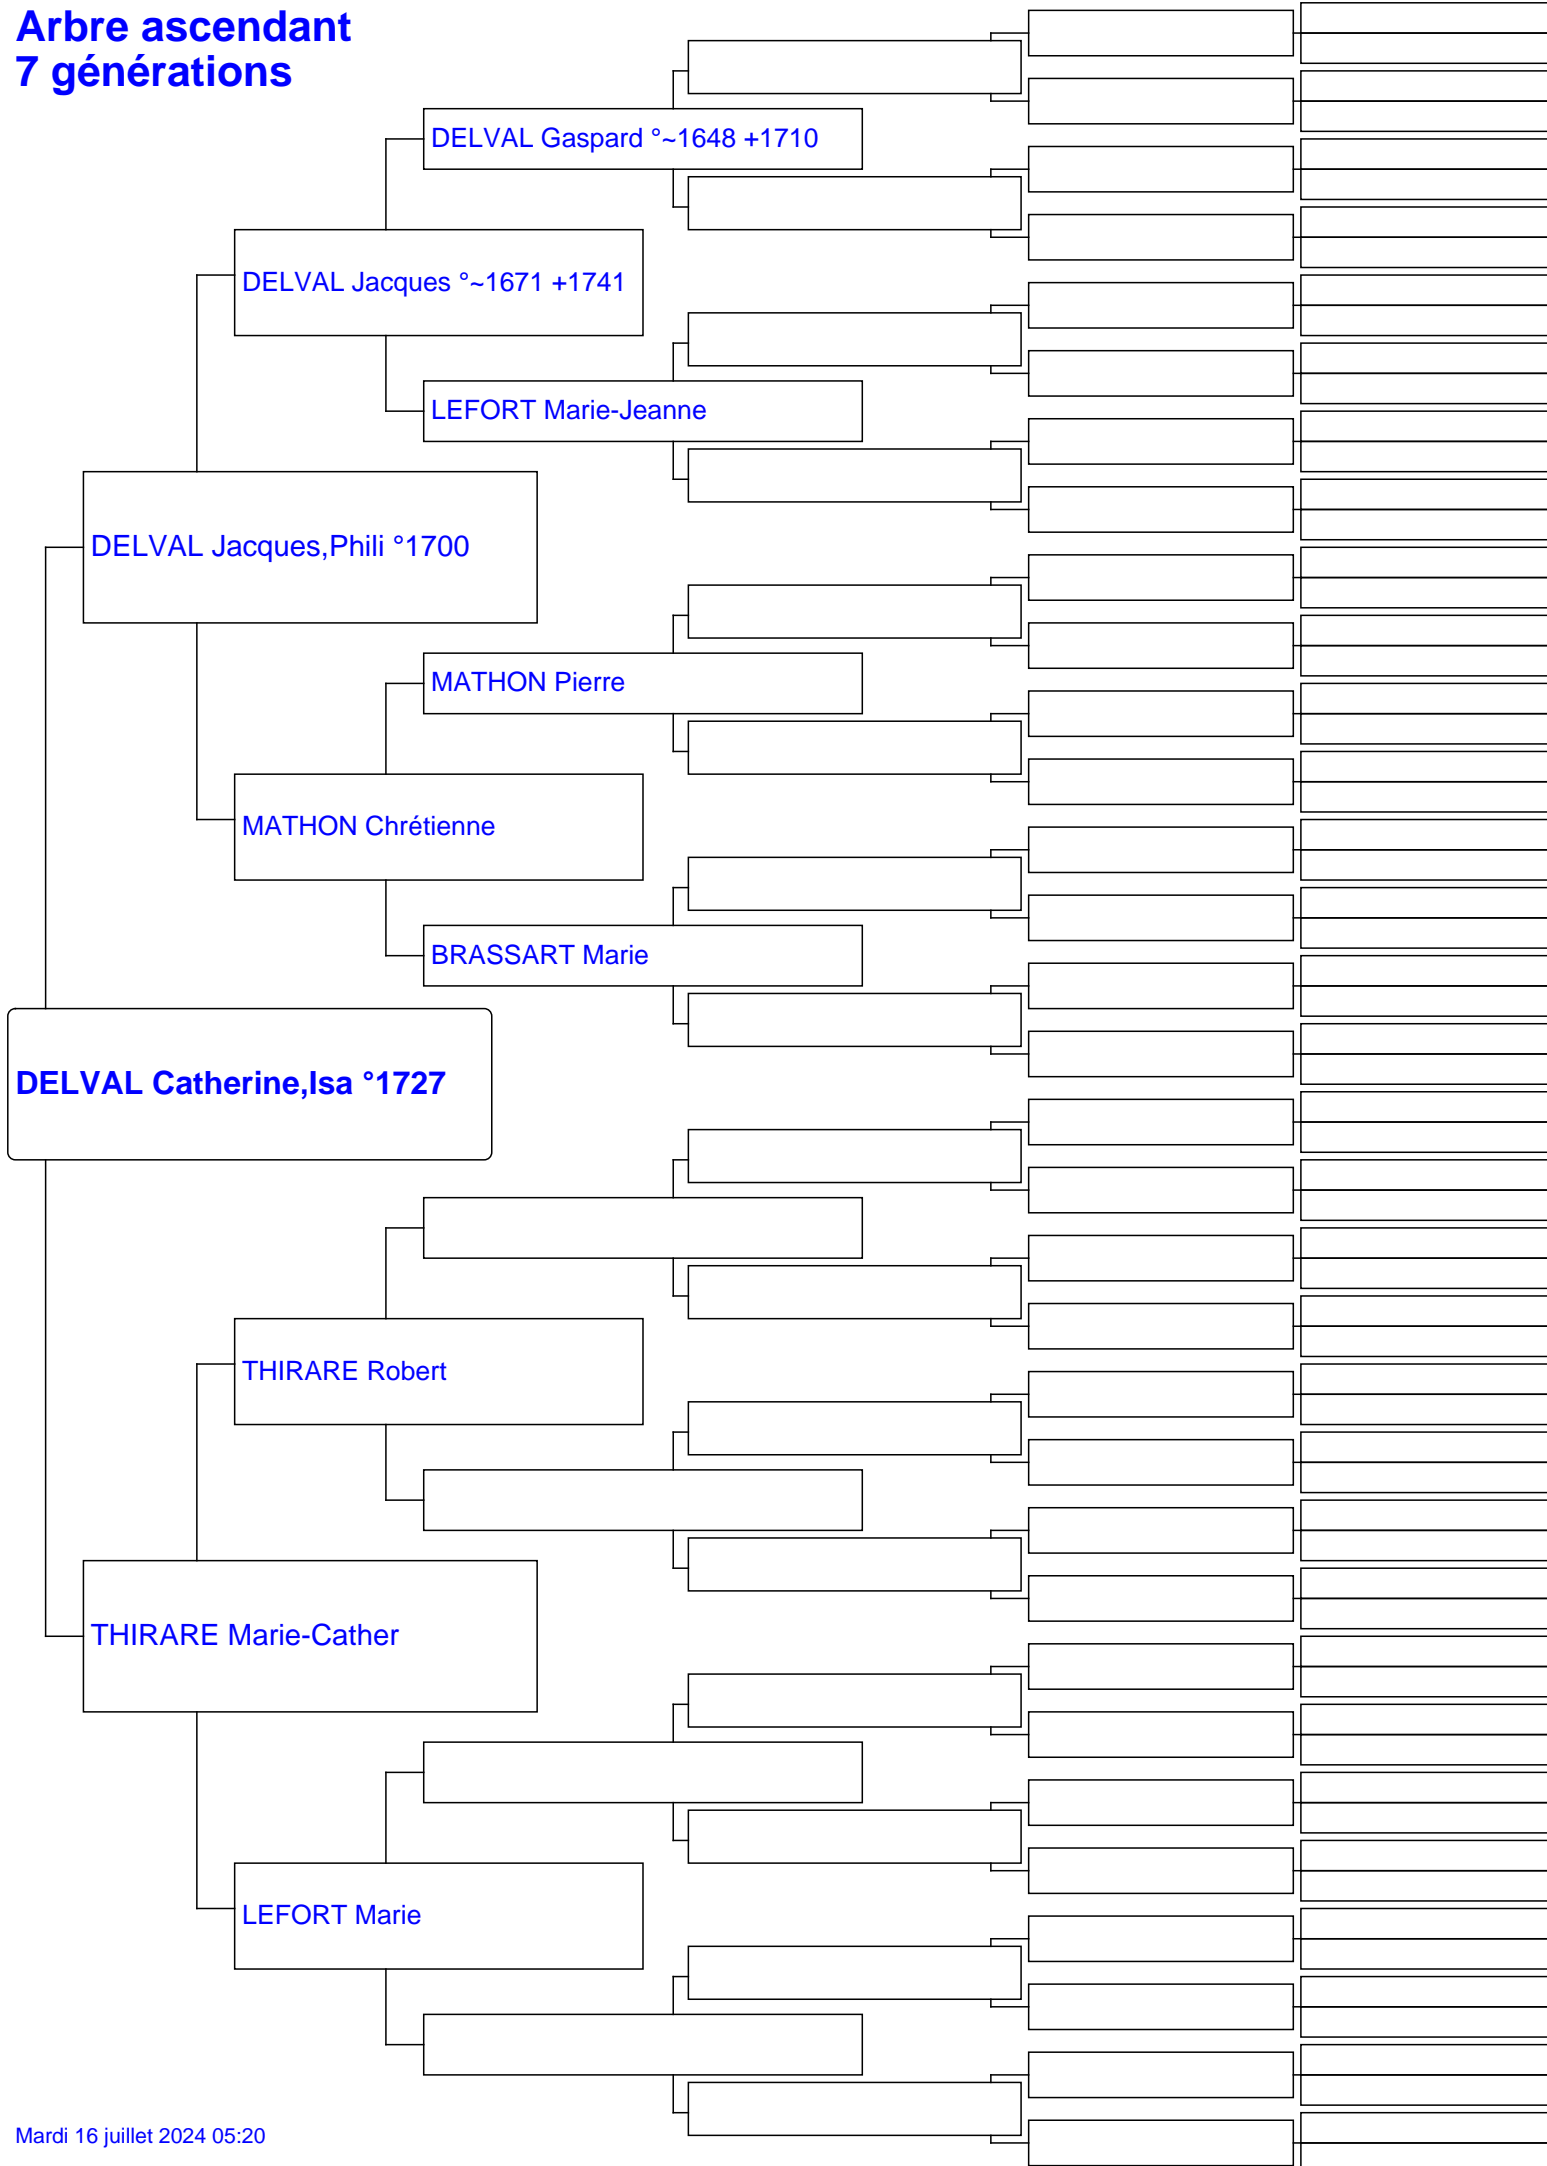 Arbre ascendant
7 générations
DELVAL Gaspard °~1648 +1710
DELVAL Jacques °~1671 +1741
LEFORT Marie-Jeanne
DELVAL Jacques,Phili °1700
MATHON Pierre
MATHON Chrétienne
BRASSART Marie
DELVAL Catherine,Isa °1727
THIRARE Robert
THIRARE Marie-Cather
LEFORT Marie
Mardi 16 juillet 2024 05:20